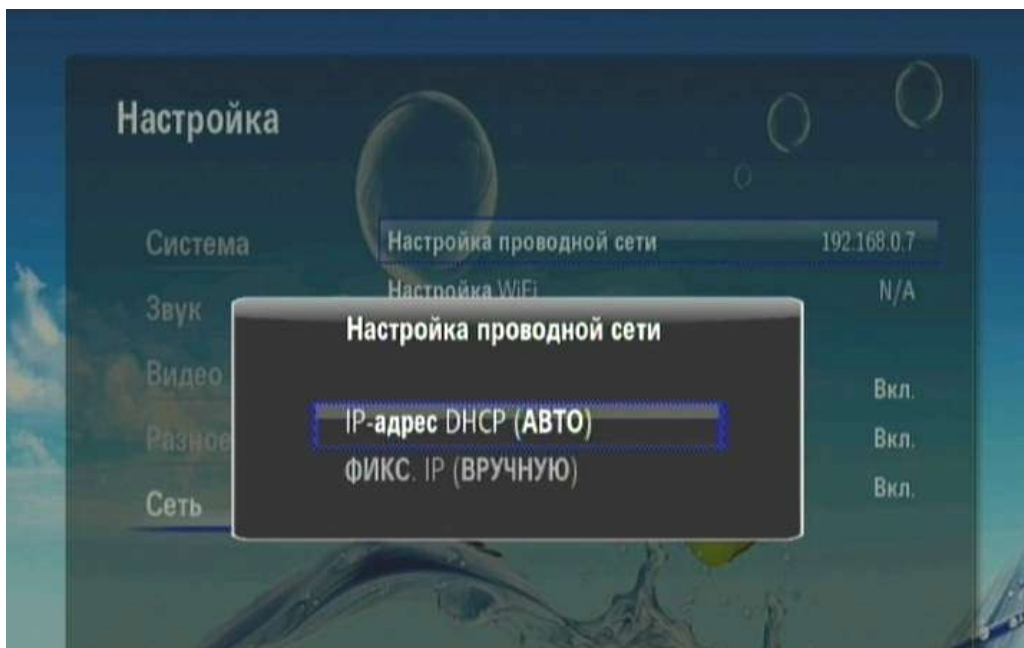 Настройка
Система
Настройка проводной сети 192.168.0.7
Настройка WiFi N/A
Звук
Настройка проводной сети
Видео
Вкл.
IP-адрес DHCP (АВТО)
Разное
Вкл.
ФИКС. IP (ВРУЧНУЮ)
Вкл.
Сеть